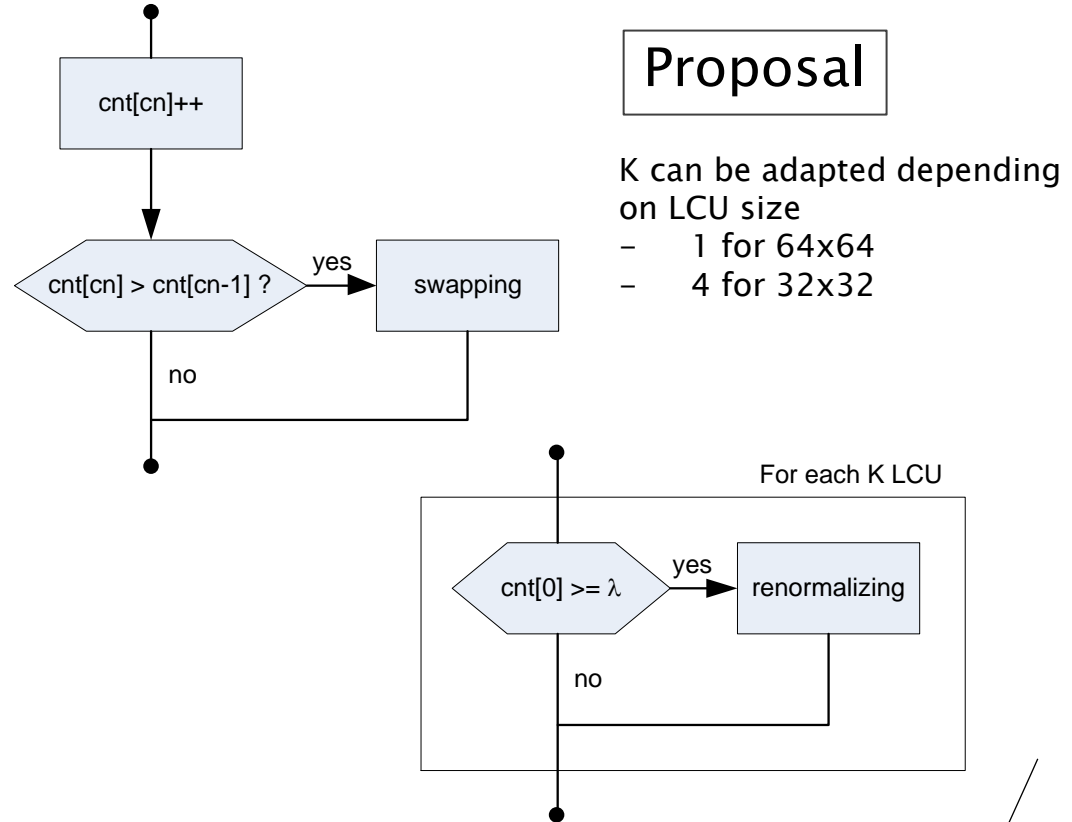 cnt[cn]++
cnt[cn] > cnt[cn-1] ?
yes
swapping
no
Proposal
K can be adapted depending
on LCU size
– 1 for 64x64
– 4 for 32x32
For each K LCU
cnt[0] >= λ
yes
renormalizing
no